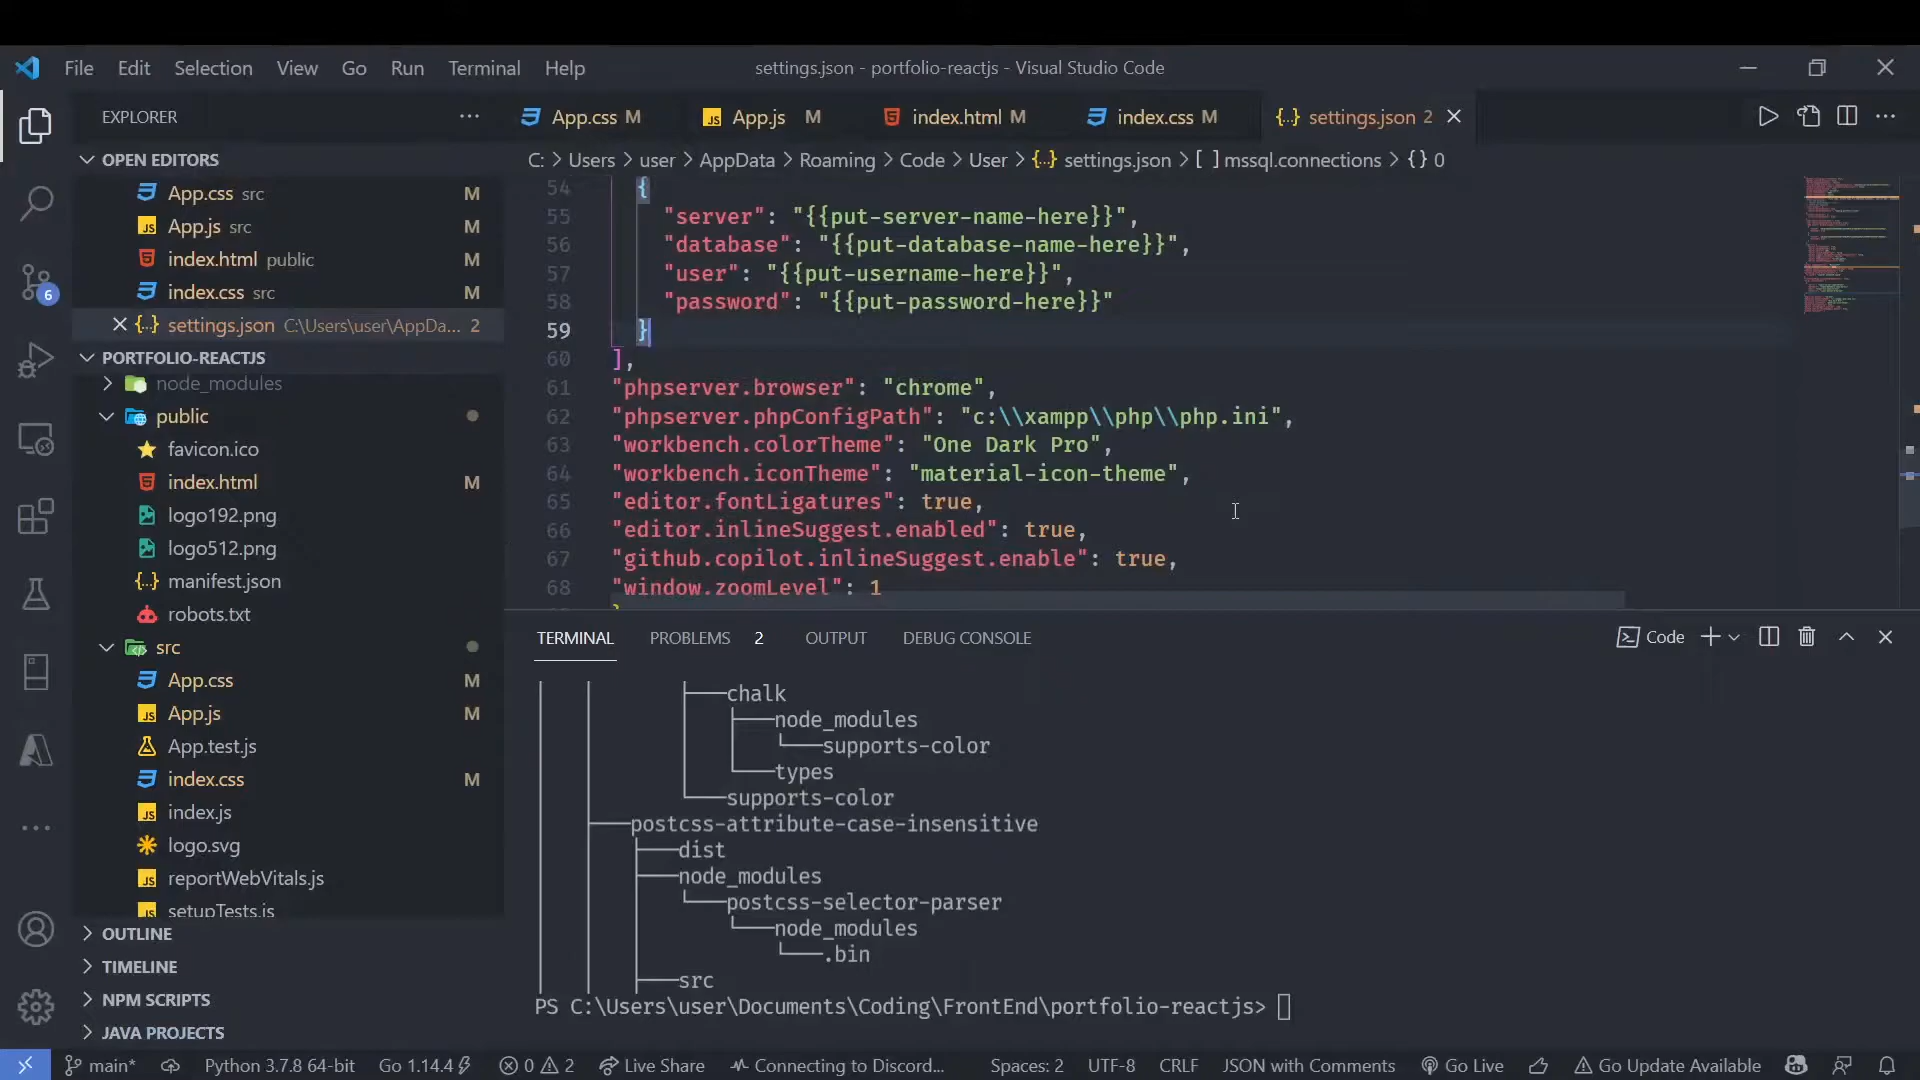 File Edit Selection View Go Run Terminal Help settings.json - portfolio-reactjs - Visual Studio Code
EXPLORER
App.css M App.js M index.html M index.css M settings.json 2
C: > Users > user > AppData > Roaming > Code > User > {..} settings.json > [ ] mssql.connections > {} 0
OPEN EDITORS
App.css src M
App.js src M
index.html public M
index.css src M
settings.json C:\Users\user\AppDa... 2
PORTFOLIO-REACTJS
node_modules
public
favicon.ico
index.html M
logo192.png
logo512.png
manifest.json
robots.txt
src
App.css M
App.js M
App.test.js
index.css M
index.js
logo.svg
reportWebVitals.js
setupTests.js
OUTLINE
TIMELINE
NPM SCRIPTS
JAVA PROJECTS
6
54 {
55 "server": "{{put-server-name-here}}",
56 "database": "{{put-database-name-here}}",
57 "user": "{{put-username-here}}",
58 "password": "{{put-password-here}}"
59 }
60 ],
61 "phpserver.browser": "chrome",
62 "phpserver.phpConfigPath": "c:\\xampp\\php\\php.ini",
63 "workbench.colorTheme": "One Dark Pro",
64 "workbench.iconTheme": "material-icon-theme",
65 "editor.fontLigatures": true,
66 "editor.inlineSuggest.enabled": true,
67 "github.copilot.inlineSuggest.enable": true,
68 "window.zoomLevel": 1
TERMINAL PROBLEMS 2 OUTPUT DEBUG CONSOLE Code
chalk
node_modules
supports-color
types
supports-color
postcss-attribute-case-insensitive
dist
node_modules
postcss-selector-parser
node_modules
.bin
src
PS C:\Users\user\Documents\Coding\FrontEnd\portfolio-reactjs>
main* Python 3.7.8 64-bit Go 1.14.4 0 2 Live Share Connecting to Discord... Spaces: 2 UTF-8 CRLF JSON with Comments Go Live Go Update Available